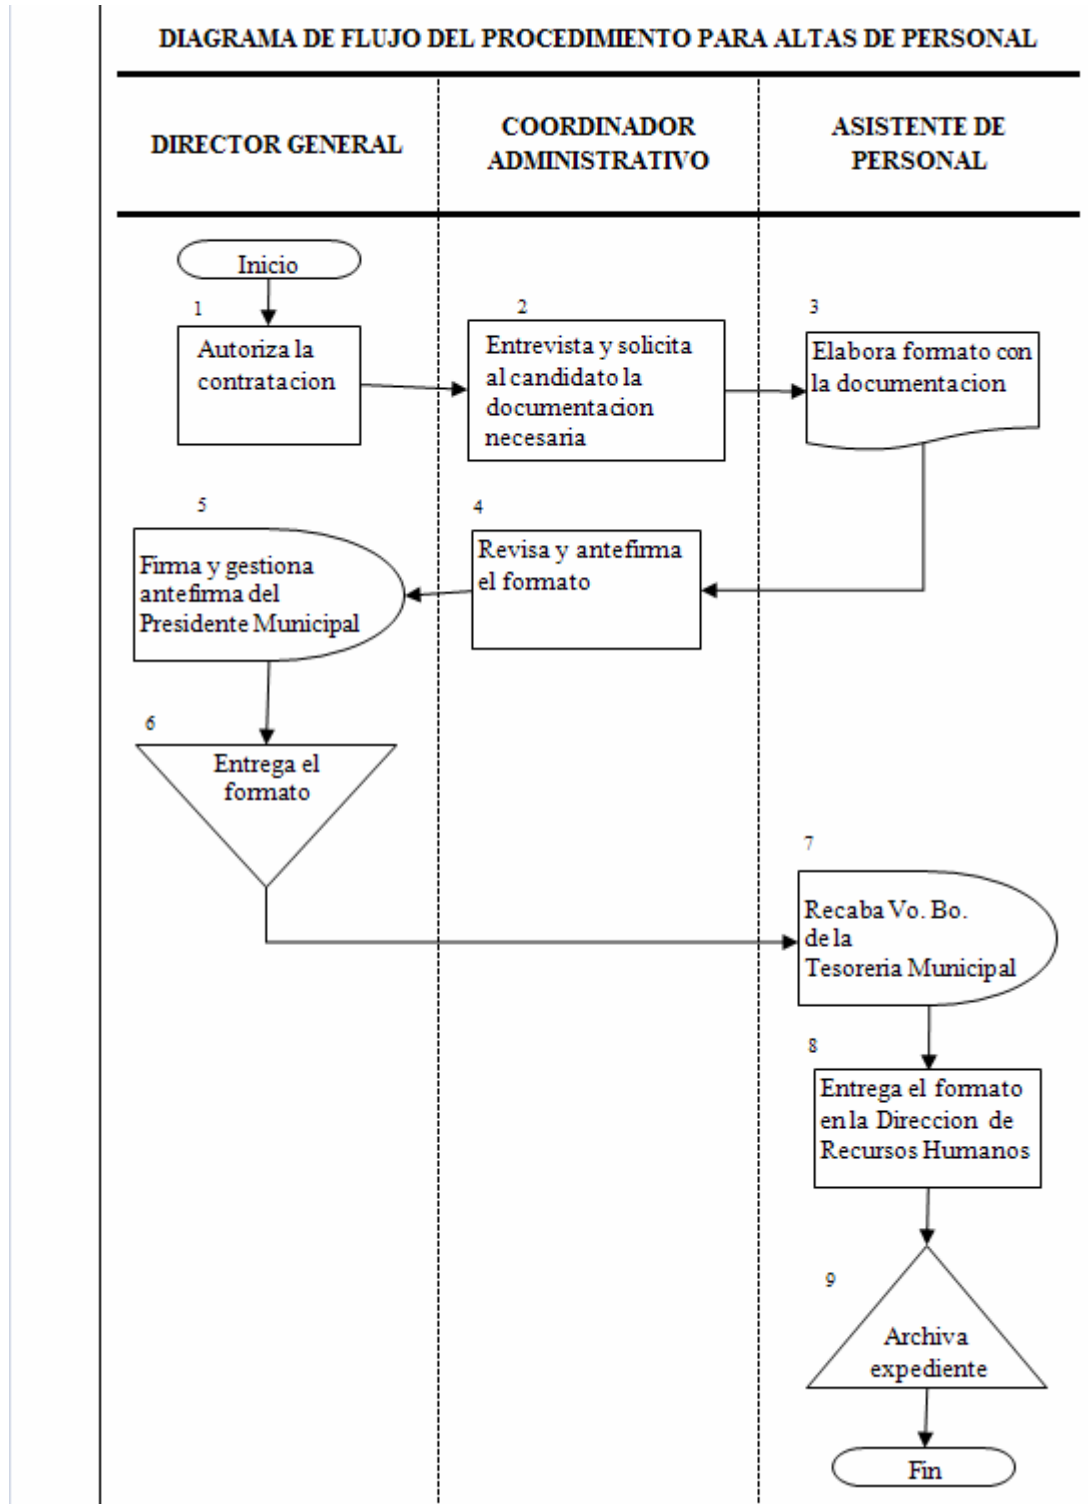 DIAGRAMA DE FLUJO DEL PROCEDIMIENTO PARA ALTAS DE PERSONAL
DIRECTOR GENERAL
COORDINADOR
ADMINISTRATIVO
ASISTENTE DE
PERSONAL
Inicio
1
Autoriza la
contratacion
2
Entrevista y solicita
al candidato la
documentacion
necesaria
3
Elabora formato con
la documentacion
4
Revisa y antefirma
el formato
5
Firma y gestiona
antefirma del
Presidente Municipal
6
Entrega el
formato
7
Recaba Vo. Bo.
de la
Tesoreria Municipal
8
Entrega el formato
en la Direccion de
Recursos Humanos
9
Archiva
expediente
Fin